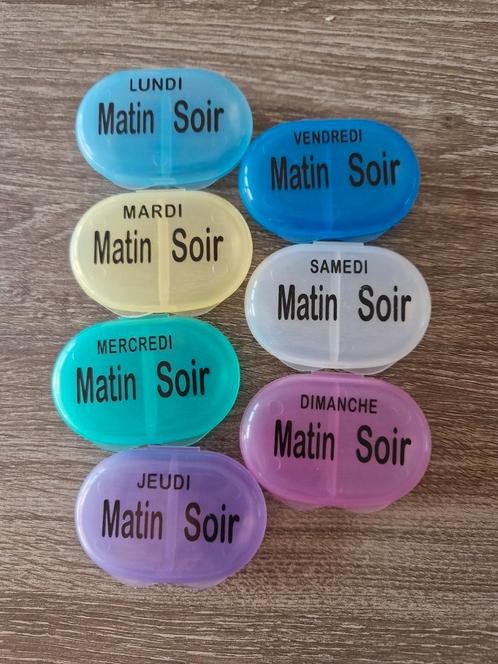 LUNDI
Matin Soir
MARDI
Matin Soir
MERCREDI
Matin Soir
JEUDI
Matin Soir
VENDREDI
Matin Soir
SAMEDI
Matin Soir
DIMANCHE
Matin Soir